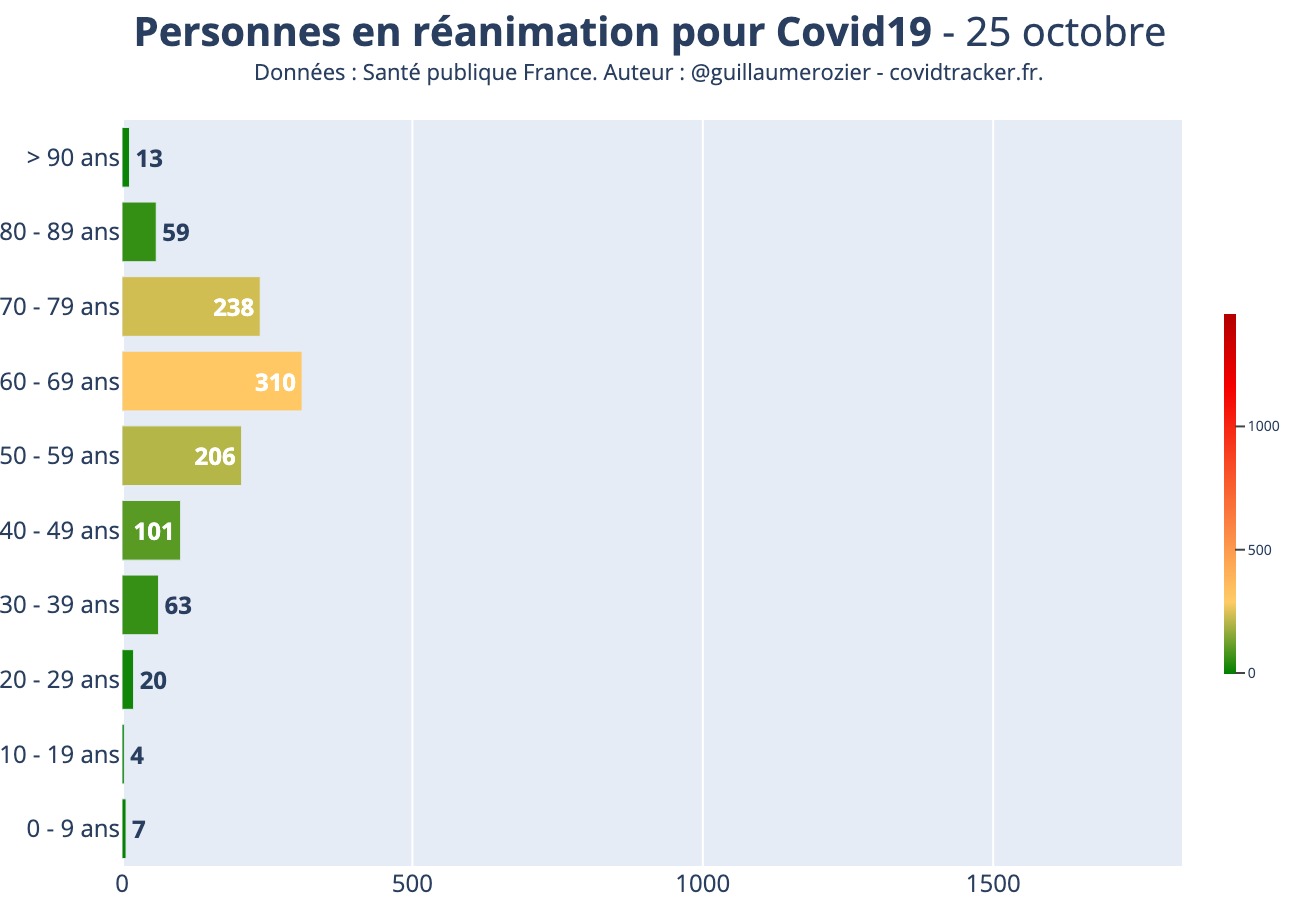 Personnes en réanimation pour Covid19 - 25 octobre
Données : Santé publique France. Auteur : @guillaumerozier - covidtracker.fr.
> 90 ans 13
80 - 89 ans 59
70 - 79 ans 238
60 - 69 ans 310
50 - 59 ans 206
40 - 49 ans 101
30 - 39 ans 63
20 - 29 ans 20
10 - 19 ans 4
0 - 9 ans 7
0 500 1000 1500
1000
500
0